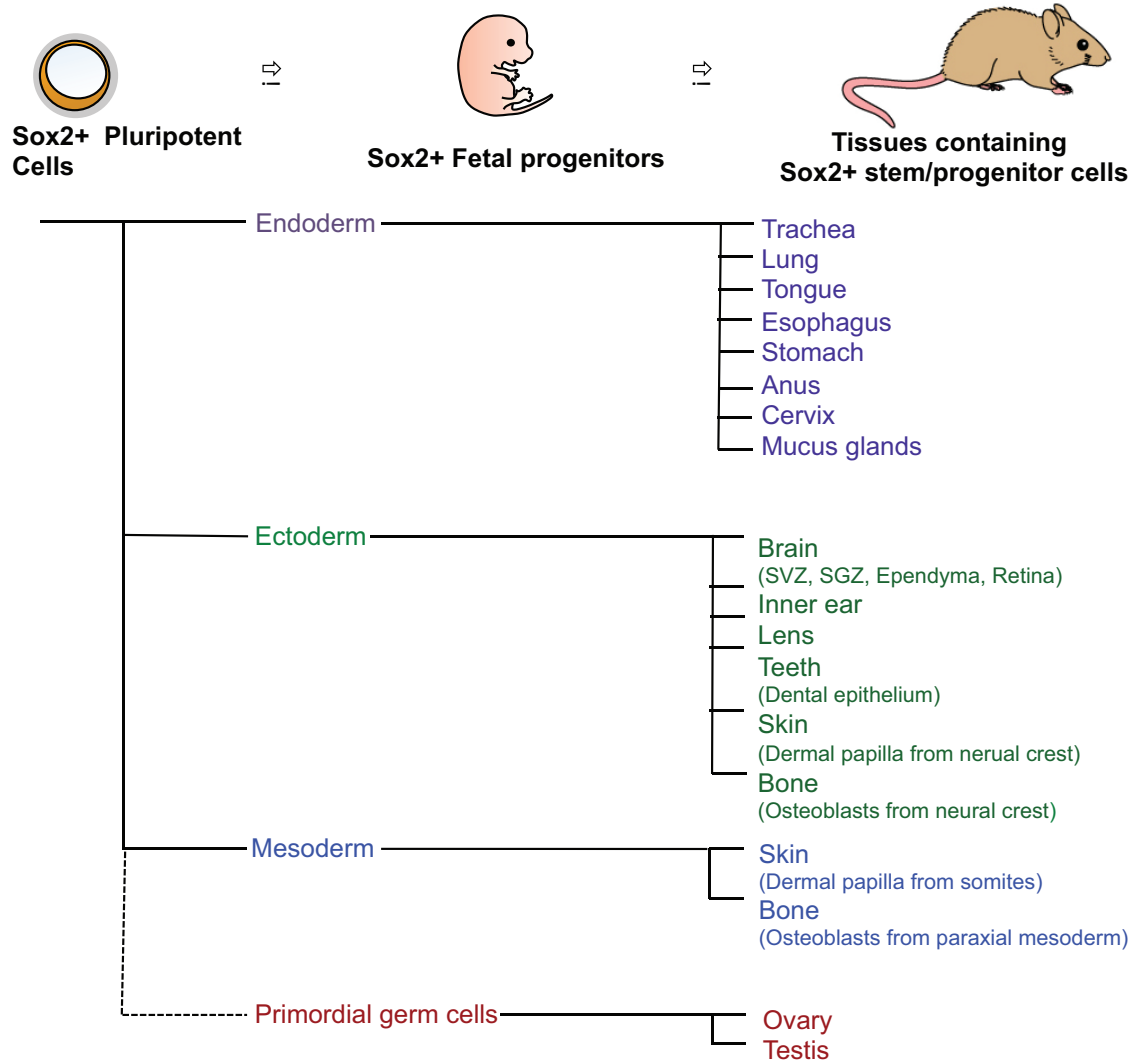 Sox2+ Pluripotent
Cells
Sox2+ Fetal progenitors
Tissues containing
Sox2+ stem/progenitor cells
Endoderm
Trachea
Lung
Tongue
Esophagus
Stomach
Anus
Cervix
Mucus glands
Ectoderm
Brain
(SVZ, SGZ, Ependyma, Retina)
Inner ear
Lens
Teeth
(Dental epithelium)
Skin
(Dermal papilla from nerual crest)
Bone
(Osteoblasts from neural crest)
Mesoderm
Skin
(Dermal papilla from somites)
Bone
(Osteoblasts from paraxial mesoderm)
Primordial germ cells
Ovary
Testis